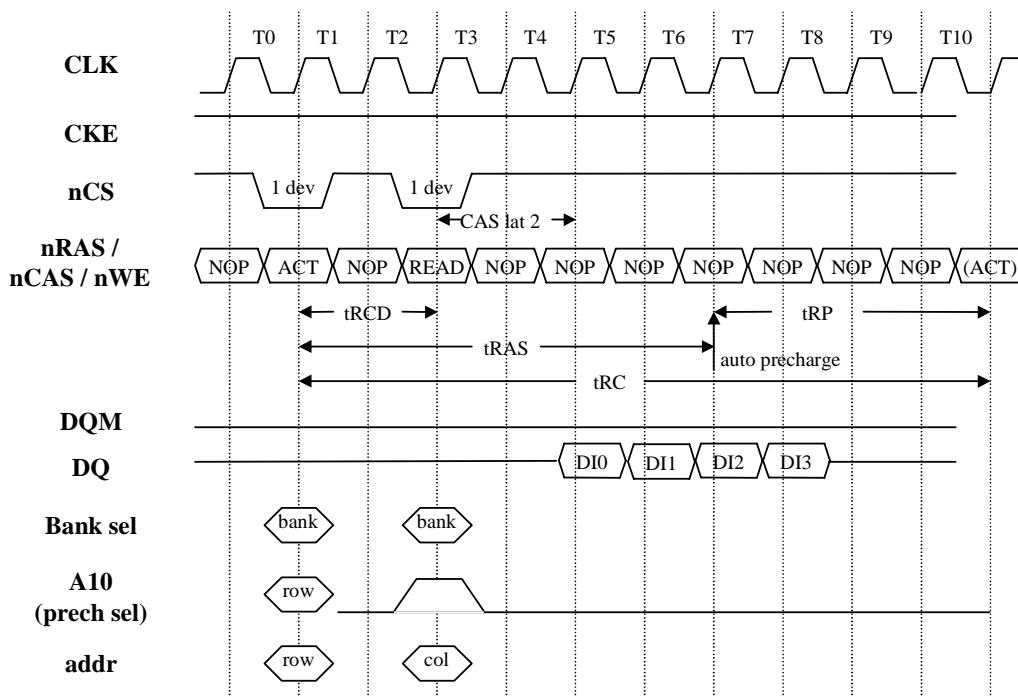 T0 T1 T2 T3 T4 T5 T6 T7 T8 T9 T10
CLK
CKE
nCS 1 dev 1 dev
CAS lat 2
nRAS /
nCAS / nWE
NOP ACT NOP READ NOP NOP NOP NOP NOP NOP NOP (ACT)
tRCD tRP
tRAS
auto precharge
tRC
DQM
DQ DI0 DI1 DI2 DI3
Bank sel bank bank
A10
(prech sel)
row
addr row col